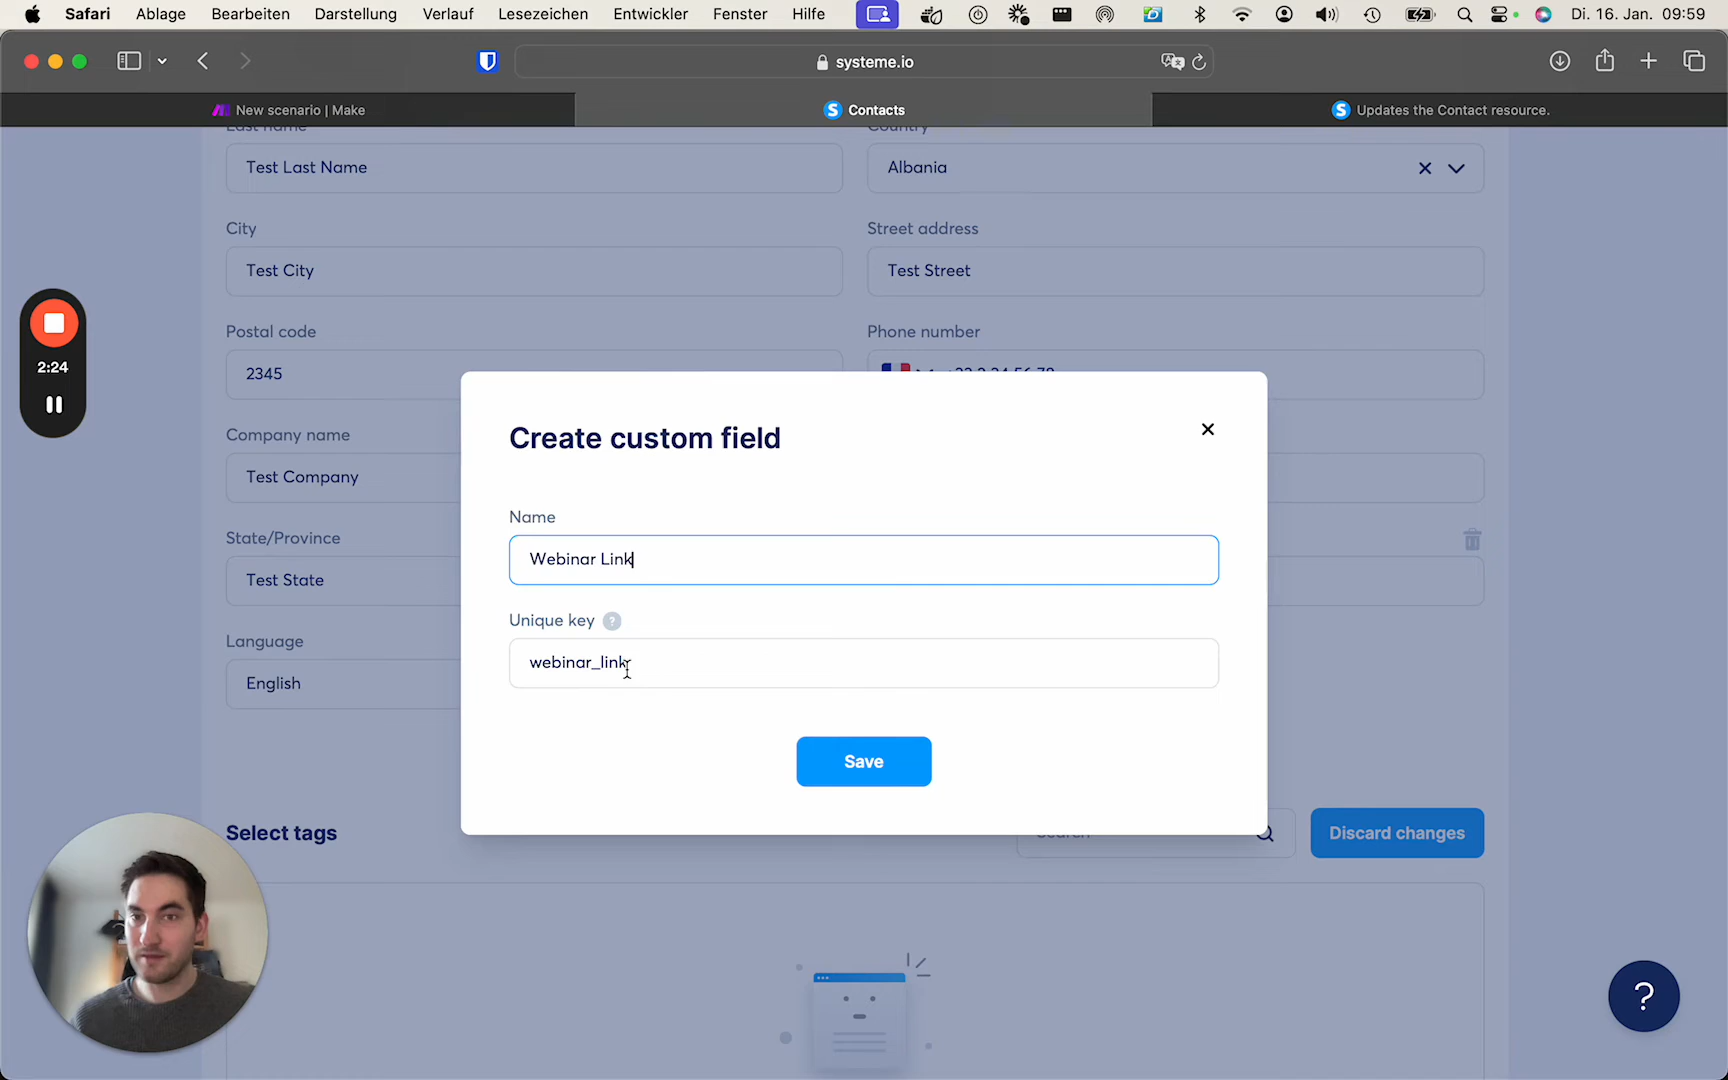 Safari Ablage Bearbeiten Darstellung Verlauf Lesezeichen Entwickler Fenster Hilfe Di. 16. Jan. 09:59
systeme.io
New scenario | Make
Contacts
Updates the Contact resource.
Last name
Country
Test Last Name
Albania
City
Street address
Test City
Test Street
Postal code
Phone number
2345
2:24
Create custom field
Company name
Test Company
Name
State/Province
Webinar Link
Test State
Unique key ?
Language
webinar_link
English
Save
Select tags
Search
Discard changes
?